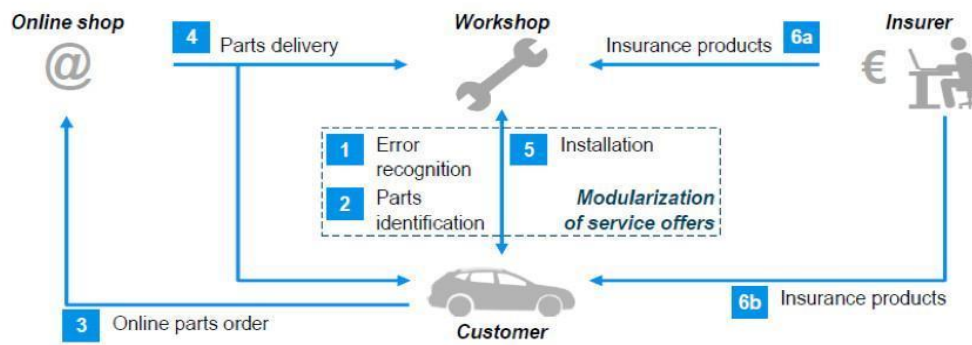 Online shop
Workshop
Insurer
4 Parts delivery
Insurance products 6a
@
€
1 Error
recognition
5 Installation
2 Parts
identification
Modularization
of service offers
3 Online parts order
6b Insurance products
Customer